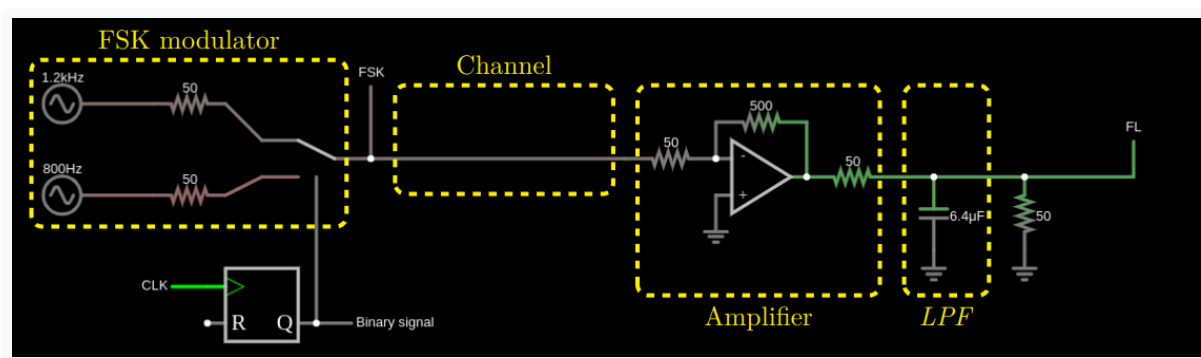 FSK modulator
1.2kHz
50
800Hz
50
FSK
Channel
50
500
-
+
50
Amplifier
6.4µF
LPF
50
FL
CLK
R Q
Binary signal